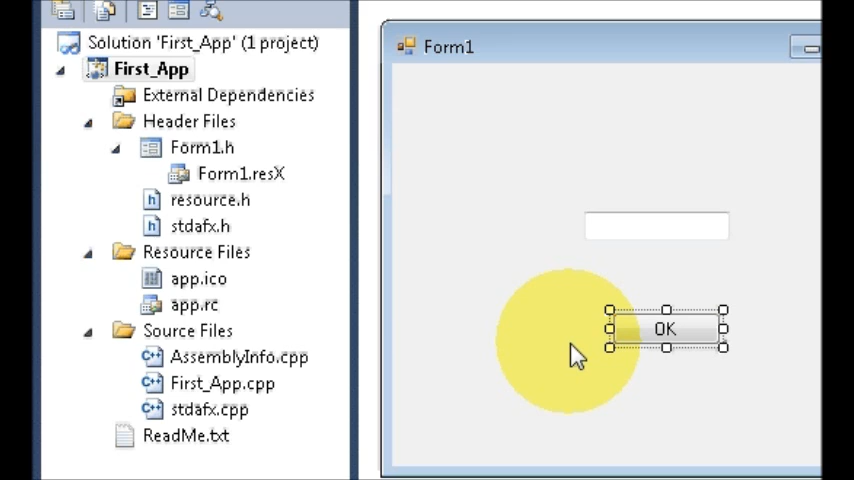 Solution 'First_App' (1 project)
First_App
External Dependencies
Header Files
Form1.h
Form1.resX
resource.h
stdafx.h
Resource Files
app.ico
app.rc
Source Files
AssemblyInfo.cpp
First_App.cpp
stdafx.cpp
ReadMe.txt
Form1
OK